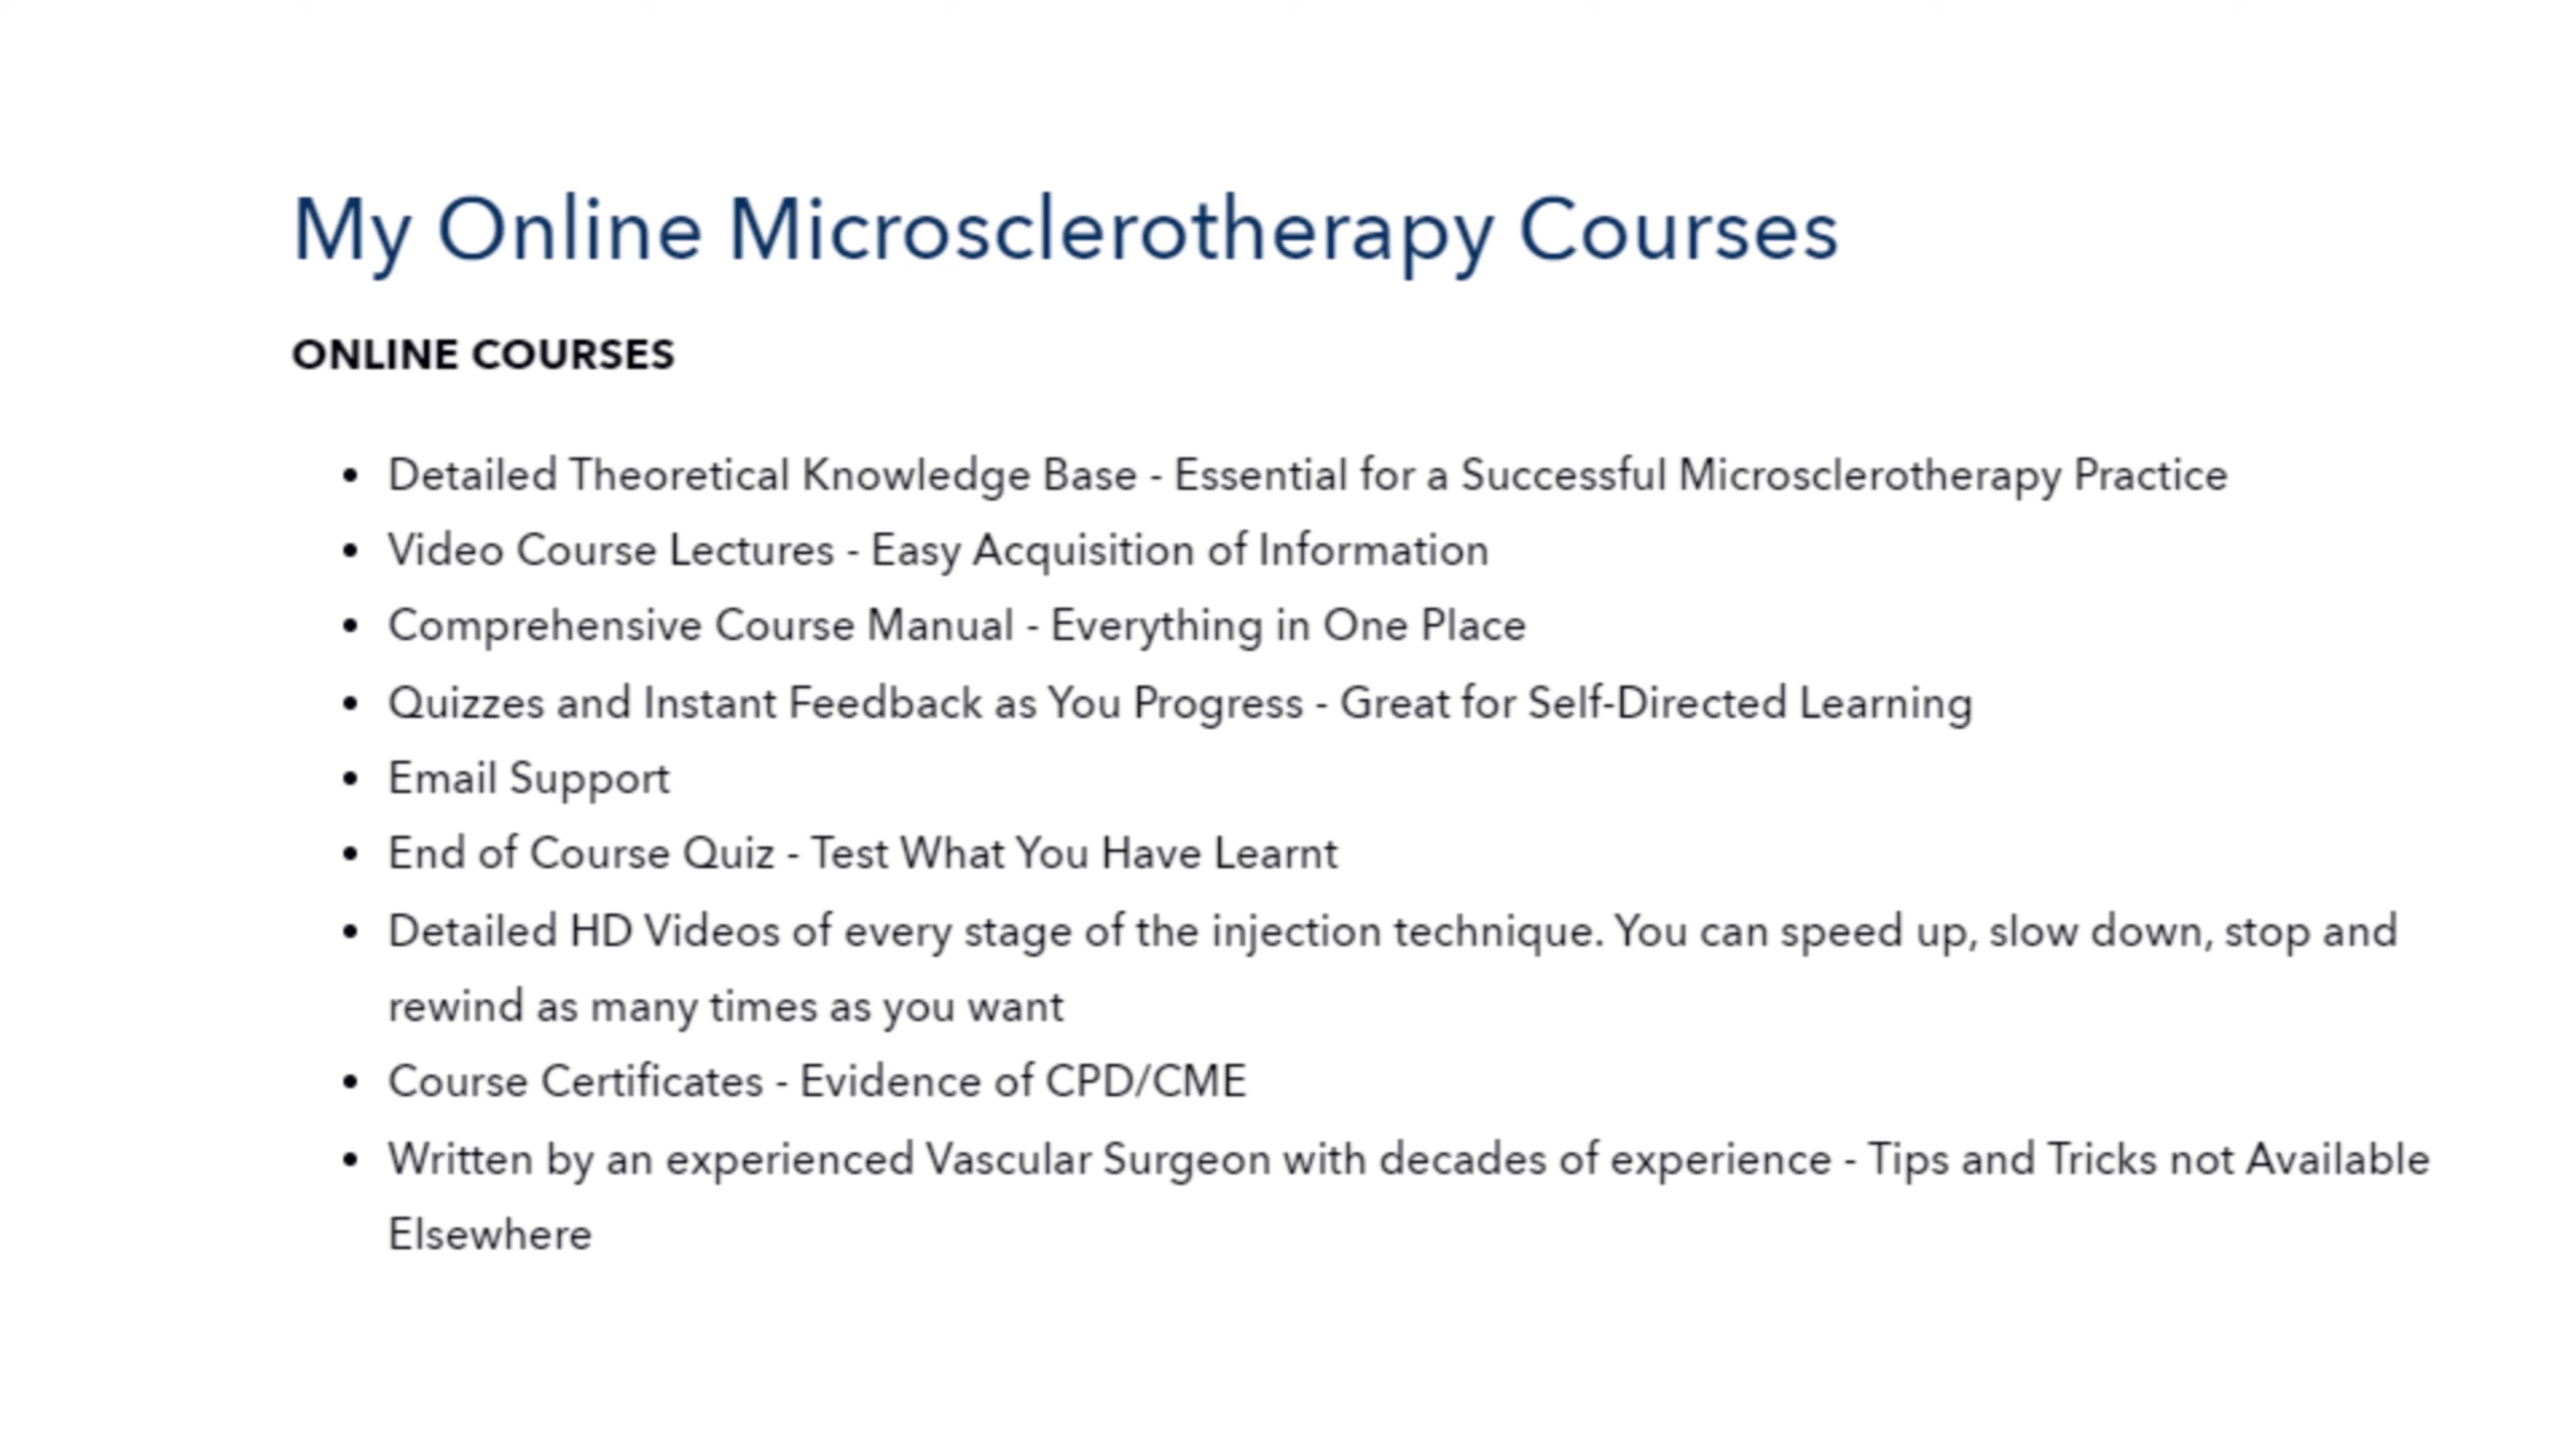 My Online Microsclerotherapy Courses
ONLINE COURSES
• Detailed Theoretical Knowledge Base - Essential for a Successful Microsclerotherapy Practice
• Video Course Lectures - Easy Acquisition of Information
• Comprehensive Course Manual - Everything in One Place
• Quizzes and Instant Feedback as You Progress - Great for Self-Directed Learning
• Email Support
• End of Course Quiz - Test What You Have Learnt
• Detailed HD Videos of every stage of the injection technique. You can speed up, slow down, stop and
rewind as many times as you want
• Course Certificates - Evidence of CPD/CME
• Written by an experienced Vascular Surgeon with decades of experience - Tips and Tricks not Available
Elsewhere